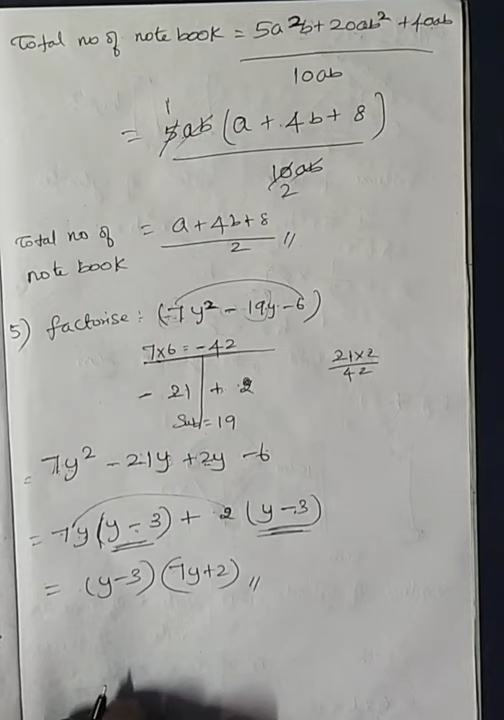 Total no of note book = 5a²b + 20ab² + 40ab / 10ab
= 5ab (a + 4b + 8) / 10ab
1
2
Total no of note book = a + 4b + 8 / 2 //
5) factorise : (7y² - 19y - 6)
7x6 = -42
21x2
42
- 21 | + 2
Sub = 19
= 7y² - 21y + 2y - 6
= 7y (y - 3) + 2 (y - 3)
= (y-3) (7y+2) //